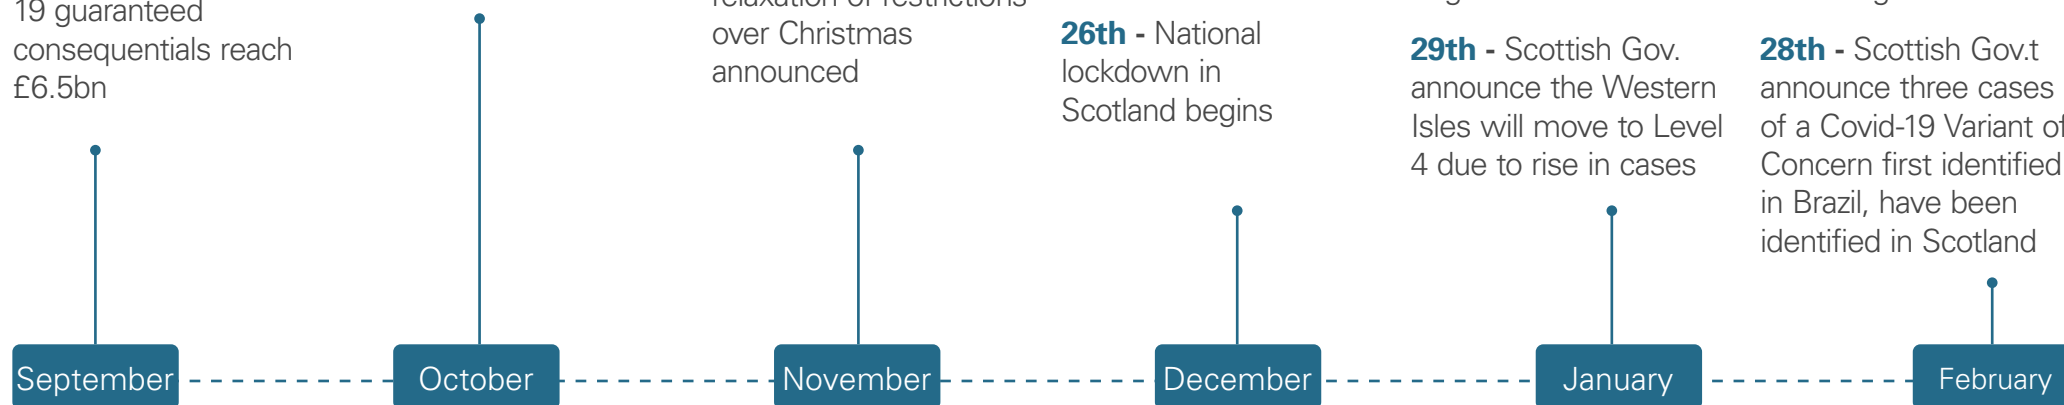 19 guaranteed
consequentials reach
£6.5bn
relaxation of restrictions
over Christmas
announced
26th - National
lockdown in
Scotland begins
29th - Scottish Gov.
announce the Western
Isles will move to Level
4 due to rise in cases
28th - Scottish Gov.t
announce three cases
of a Covid-19 Variant of
Concern first identified
in Brazil, have been
identified in Scotland
September
October
November
December
January
February